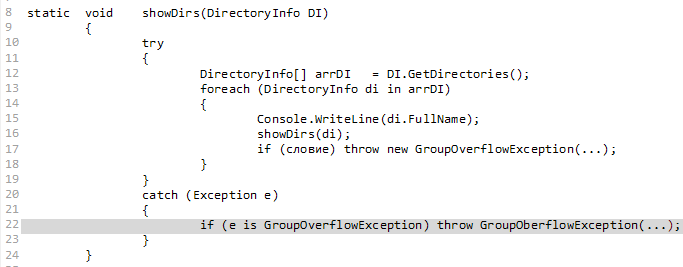 8 static void showDirs(DirectoryInfo DI)
9 {
10 try
11 {
12 DirectoryInfo[] arrDI = DI.GetDirectories();
13 foreach (DirectoryInfo di in arrDI)
14 {
15 Console.WriteLine(di.FullName);
16 showDirs(di);
17 if (словие) throw new GroupOverflowException(...);
18 }
19 }
20 catch (Exception e)
21 {
22 if (e is GroupOverflowException) throw GroupOberflowException(...);
23 }
24 }